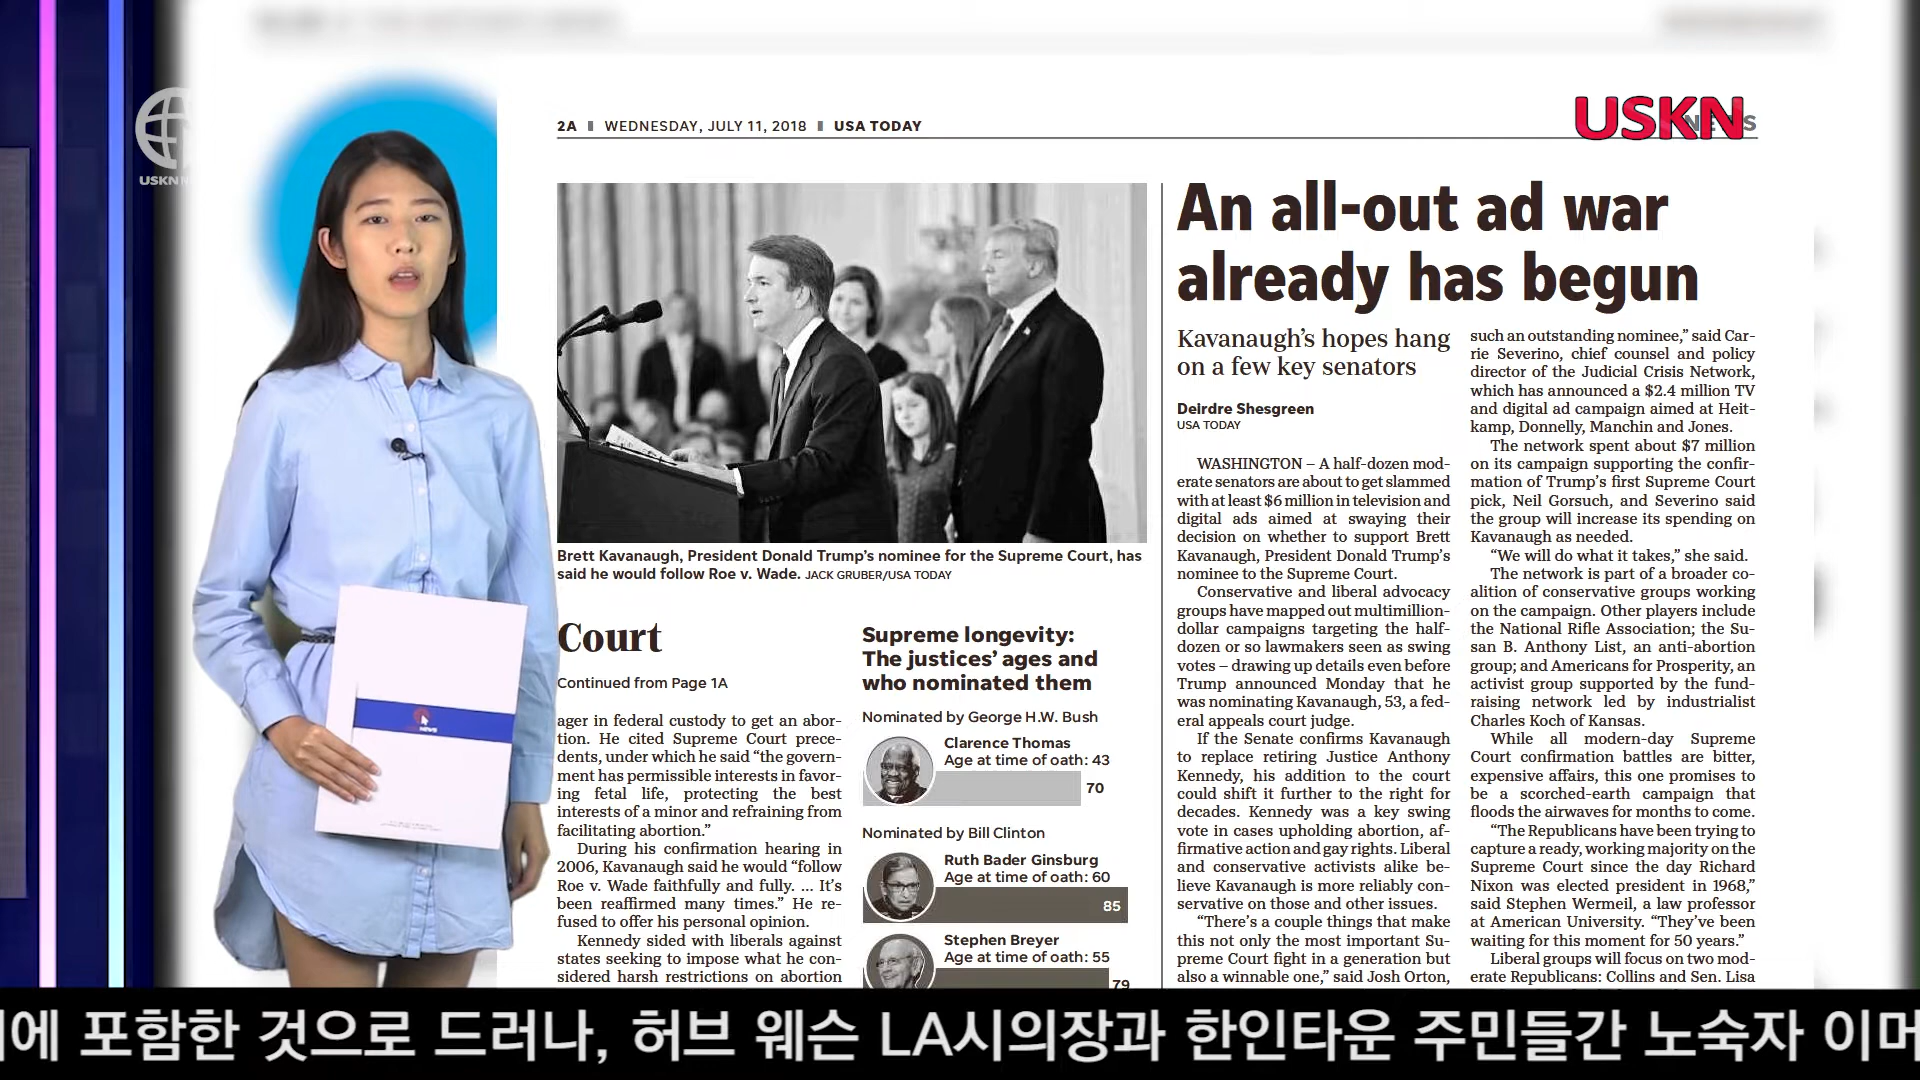 USKN
2A WEDNESDAY, JULY 11, 2018 USA TODAY
USKN
Brett Kavanaugh, President Donald Trump's nominee for the Supreme Court, has
said he would follow Roe v. Wade. JACK GRUBER/USA TODAY
Court
Continued from Page 1A
ager in federal custody to get an abor-
tion. He cited Supreme Court prece-
dents, under which he said “the govern-
ment has permissible interests in favor-
ing fetal life, protecting the best
interests of a minor and refraining from
facilitating abortion.”
During his confirmation hearing in
2006, Kavanaugh said he would “follow
Roe v. Wade faithfully and fully. ... It's
been reaffirmed many times.” He re-
fused to offer his personal opinion.
Kennedy sided with liberals against
states seeking to impose what he con-
sidered harsh restrictions on abortion
Supreme longevity:
The justices' ages and
who nominated them
Nominated by George H.W. Bush
Clarence Thomas
Age at time of oath: 43
70
Nominated by Bill Clinton
Ruth Bader Ginsburg
Age at time of oath: 60
85
Stephen Breyer
Age at time of oath: 55
79
An all-out ad war
already has begun
Kavanaugh's hopes hang
on a few key senators
Deirdre Shesgreen
USA TODAY
WASHINGTON – A half-dozen mod-
erate senators are about to get slammed
with at least $6 million in television and
digital ads aimed at swaying their
decision on whether to support Brett
Kavanaugh, President Donald Trump's
nominee to the Supreme Court.
Conservative and liberal advocacy
groups have mapped out multimillion-
dollar campaigns targeting the half-
dozen or so lawmakers seen as swing
votes – drawing up details even before
Trump announced Monday that he
was nominating Kavanaugh, 53, a fed-
eral appeals court judge.
If the Senate confirms Kavanaugh
to replace retiring Justice Anthony
Kennedy, his addition to the court
could shift it further to the right for
decades. Kennedy was a key swing
vote in cases upholding abortion, af-
firmative action and gay rights. Liberal
and conservative activists alike be-
lieve Kavanaugh is more reliably con-
servative on those and other issues.
“There's a couple things that make
this not only the most important Su-
preme Court fight in a generation but
also a winnable one,” said Josh Orton,
such an outstanding nominee,” said Car-
rie Severino, chief counsel and policy
director of the Judicial Crisis Network,
which has announced a $2.4 million TV
and digital ad campaign aimed at Heit-
kamp, Donnelly, Manchin and Jones.
The network spent about $7 million
on its campaign supporting the confir-
mation of Trump's first Supreme Court
pick, Neil Gorsuch, and Severino said
the group will increase its spending on
Kavanaugh as needed.
“We will do what it takes,” she said.
The network is part of a broader co-
alition of conservative groups working
on the campaign. Other players include
the National Rifle Association; the Su-
san B. Anthony List, an anti-abortion
group; and Americans for Prosperity, an
activist group supported by the fund-
raising network led by industrialist
Charles Koch of Kansas.
While all modern-day Supreme
Court confirmation battles are bitter,
expensive affairs, this one promises to
be a scorched-earth campaign that
floods the airwaves for months to come.
“The Republicans have been trying to
capture a ready, working majority on the
Supreme Court since the day Richard
Nixon was elected president in 1968,”
said Stephen Wermeil, a law professor
at American University. “They've been
waiting for this moment for 50 years.”
Liberal groups will focus on two mod-
erate Republicans: Collins and Sen. Lisa
NEWS
에 포함한 것으로 드러나, 허브 웨슨 LA시의장과 한인타운 주민들간 노숙자 이머